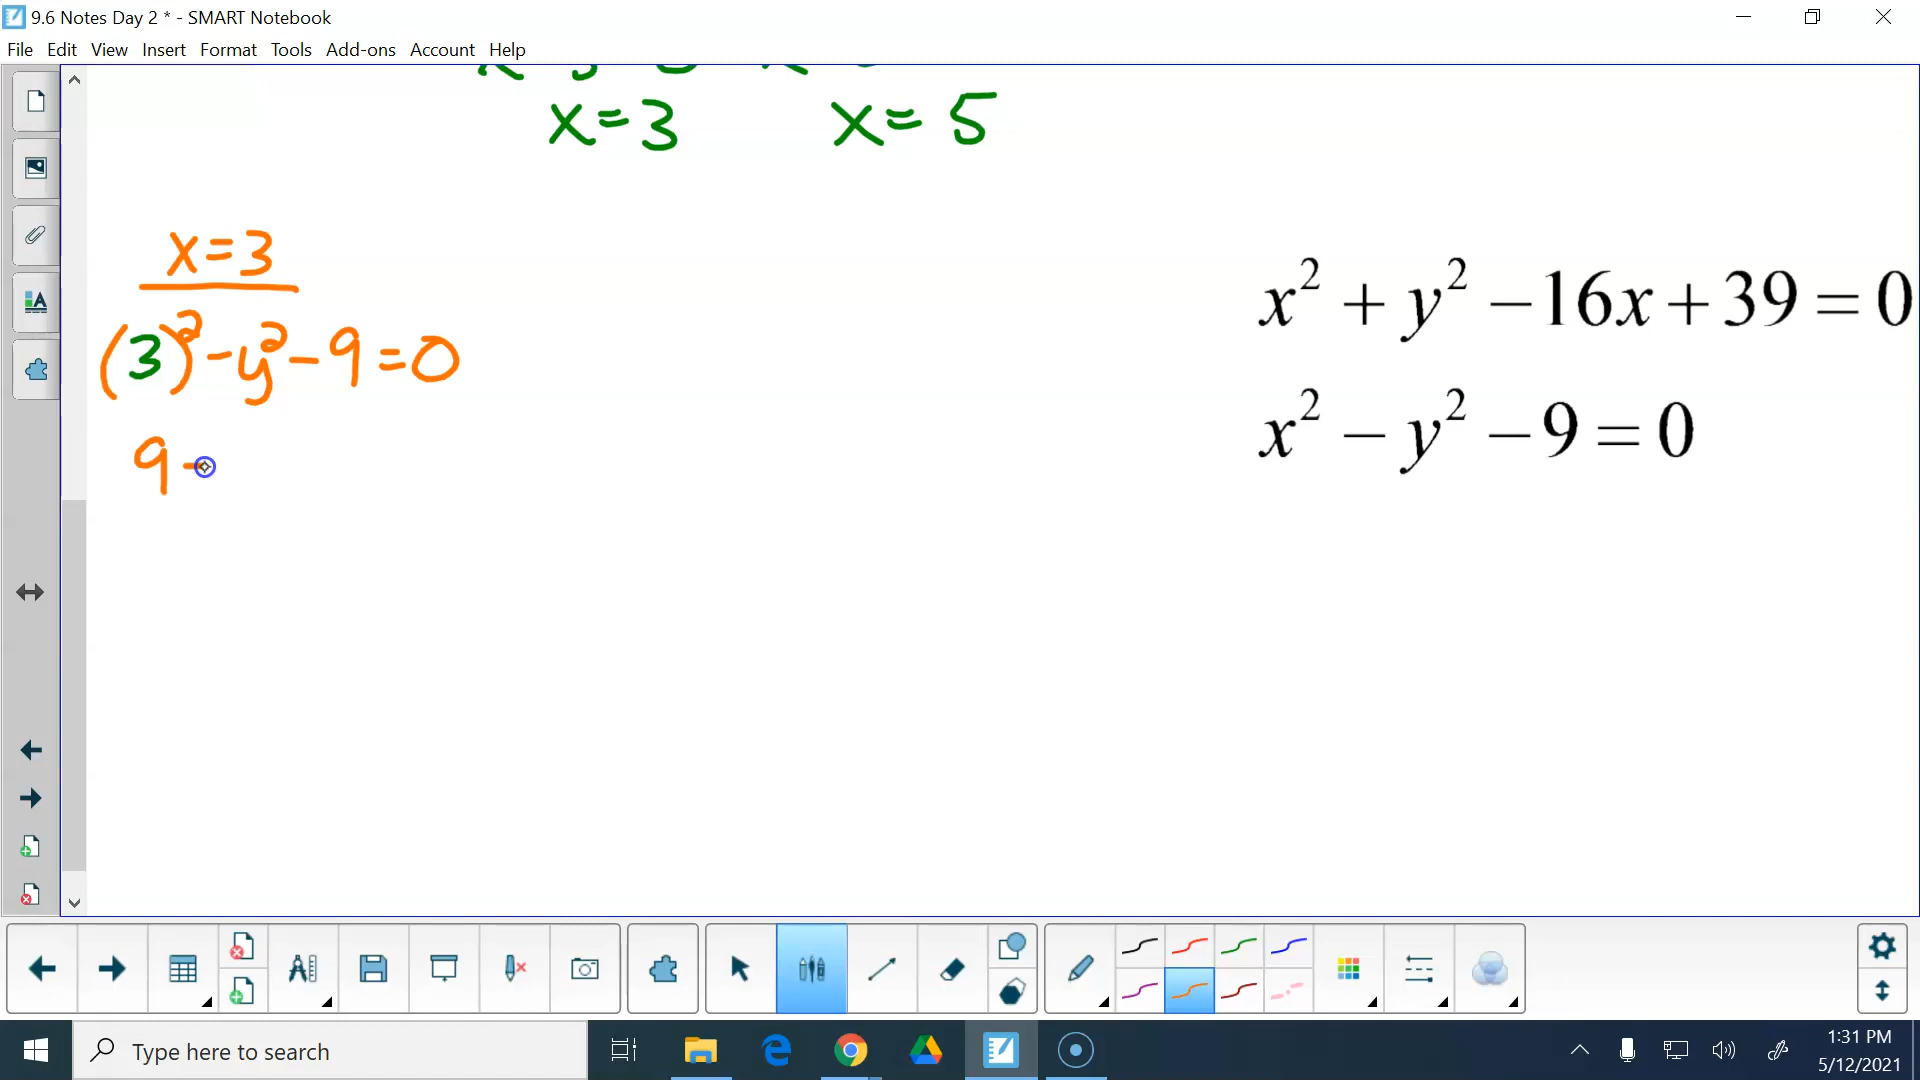 9.6 Notes Day 2 * - SMART Notebook
File Edit View Insert Format Tools Add-ons Account Help
x=3 x=5
x=3
(3)²-y²-9=0
9-
x² + y² -16x+39=0
x² - y² -9=0
Type here to search
1:31 PM
5/12/2021